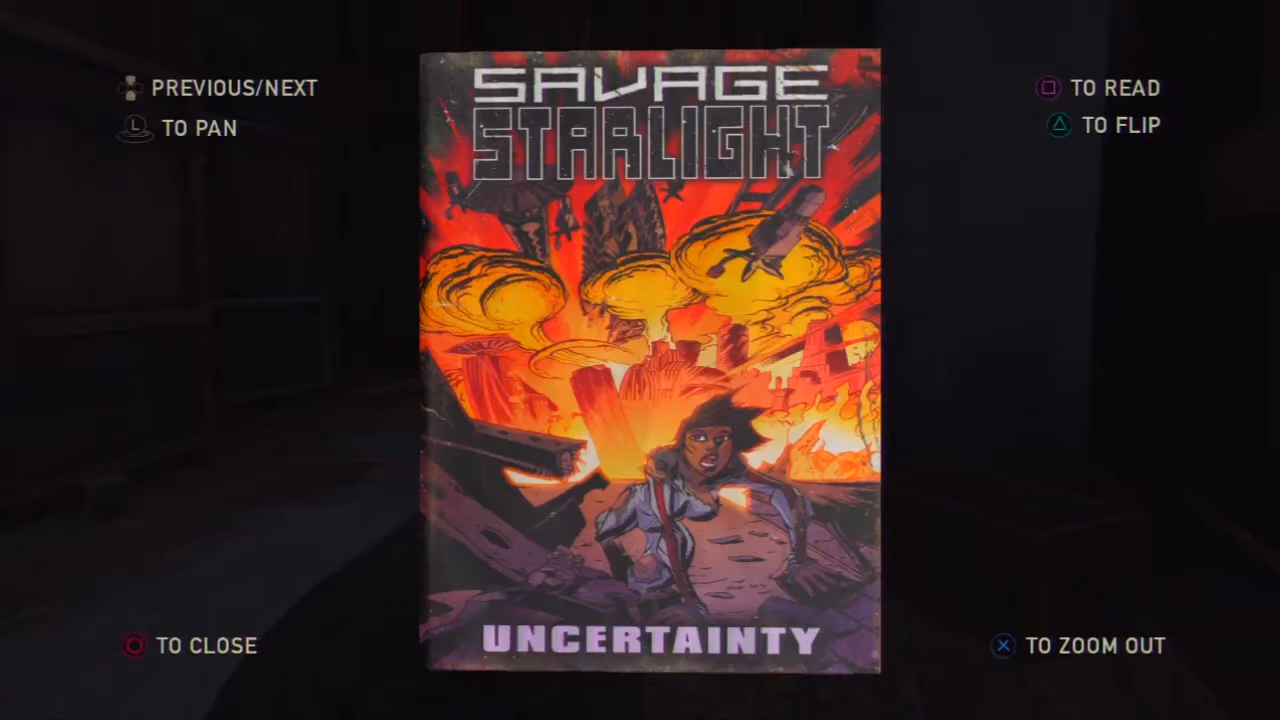 PREVIOUS/NEXT
L TO PAN
TO READ
TO FLIP
SAVAGE
STARLIGHT
UNCERTAINTY
TO CLOSE
TO ZOOM OUT